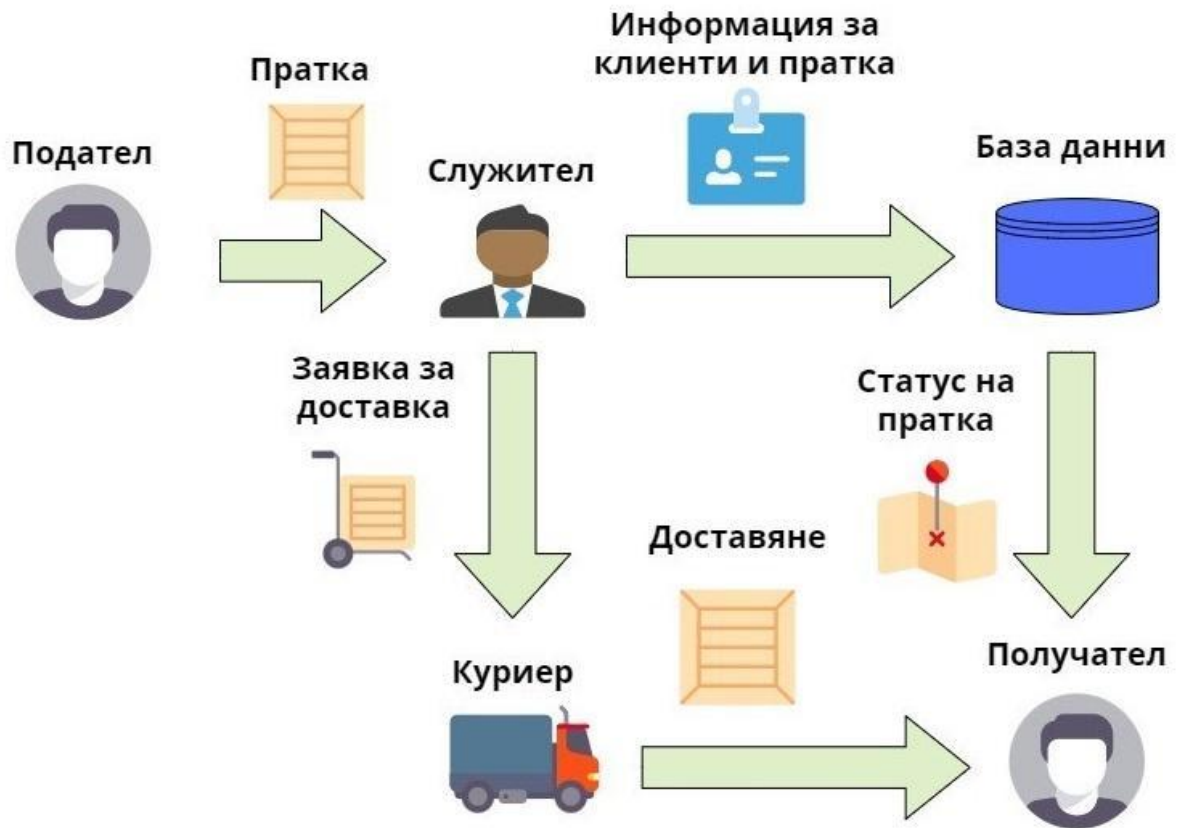 Информация за
клиенти и пратка
Пратка
Подател
Служител
База данни
Заявка за
доставка
Статус на
пратка
Доставяне
Куриер
Получател